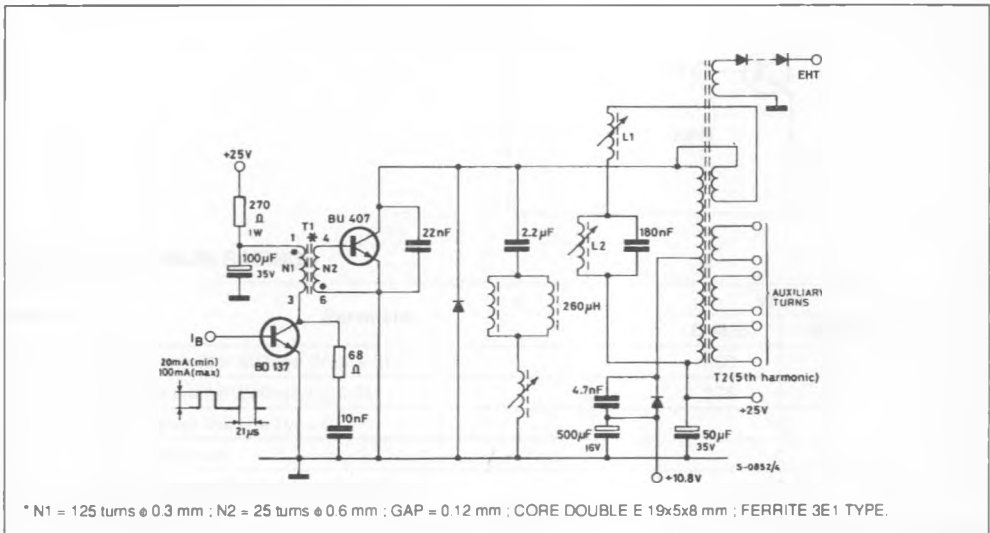 EHT
L1
+25V
270
Ω
1W
T1
*
BU 407
1
4
22nF
2.2µF
L2
180nF
100µF
35V
N1
N2
3
6
260µH
AUXILIARY
TURNS
IB
BD 137
68
Ω
20mA(min)
100mA(max)
21µs
10nF
4.7nF
T2(5th harmonic)
+25V
500µF
16V
50µF
35V
S-0852/4
+10.8V
* N1 = 125 turns ø 0.3 mm ; N2 = 25 turns ø 0.6 mm ; GAP = 0.12 mm ; CORE DOUBLE E 19x5x8 mm ; FERRITE 3E1 TYPE.